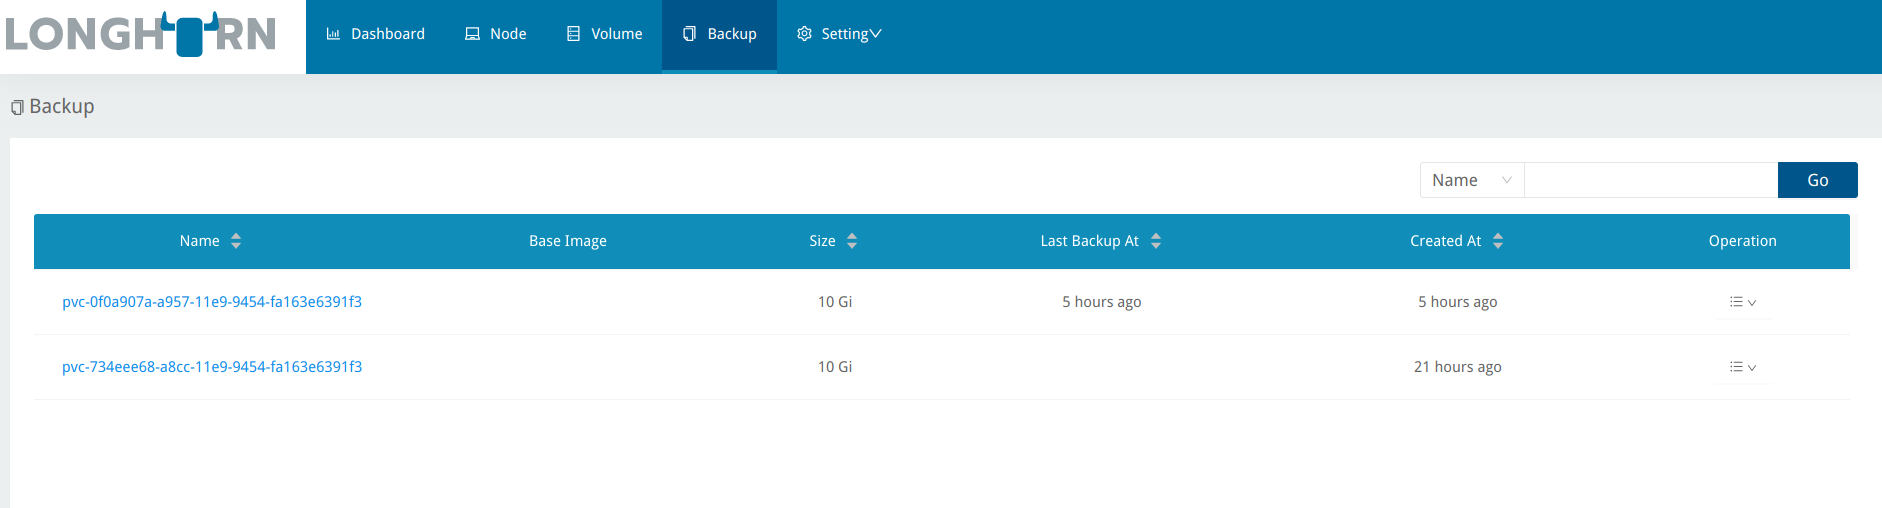 LONGHORN Dashboard Node Volume Backup Setting
Backup
Name Go
Name Base Image Size Last Backup At Created At Operation
pvc-0f0a907a-a957-11e9-9454-fa163e6391f3 10 Gi 5 hours ago 5 hours ago
pvc-734eee68-a8cc-11e9-9454-fa163e6391f3 10 Gi 21 hours ago